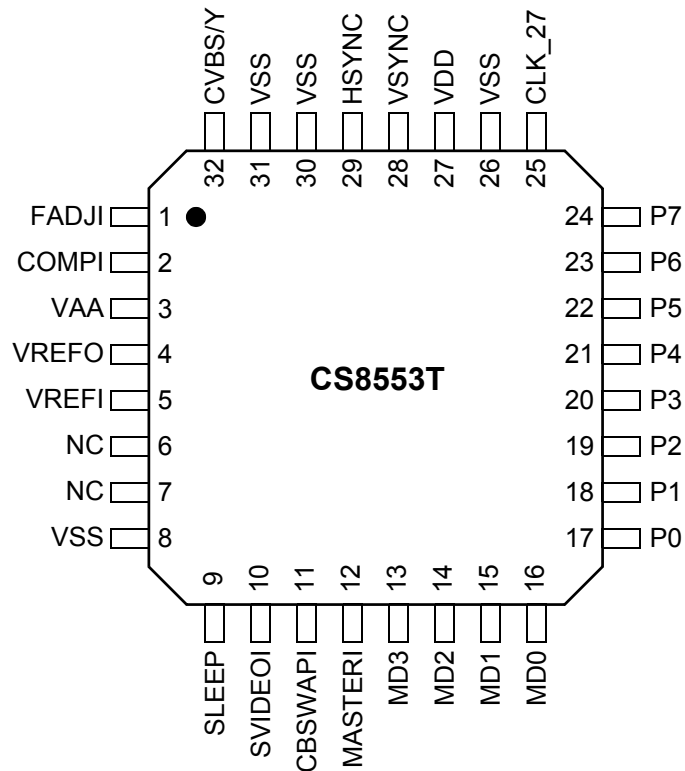 CVBS/Y
VSS
VSS
HSYNC
VSYNC
VDD
VSS
CLK_27
32
31
30
29
28
27
26
25
FADJI 1
24 P7
COMPI 2
23 P6
VAA 3
22 P5
VREFO 4
21 P4
CS8553T
VREFI 5
20 P3
NC 6
19 P2
NC 7
18 P1
VSS 8
17 P0
9
10
11
12
13
14
15
16
SLEEP
SVIDEOI
CBSWAPI
MASTERI
MD3
MD2
MD1
MD0